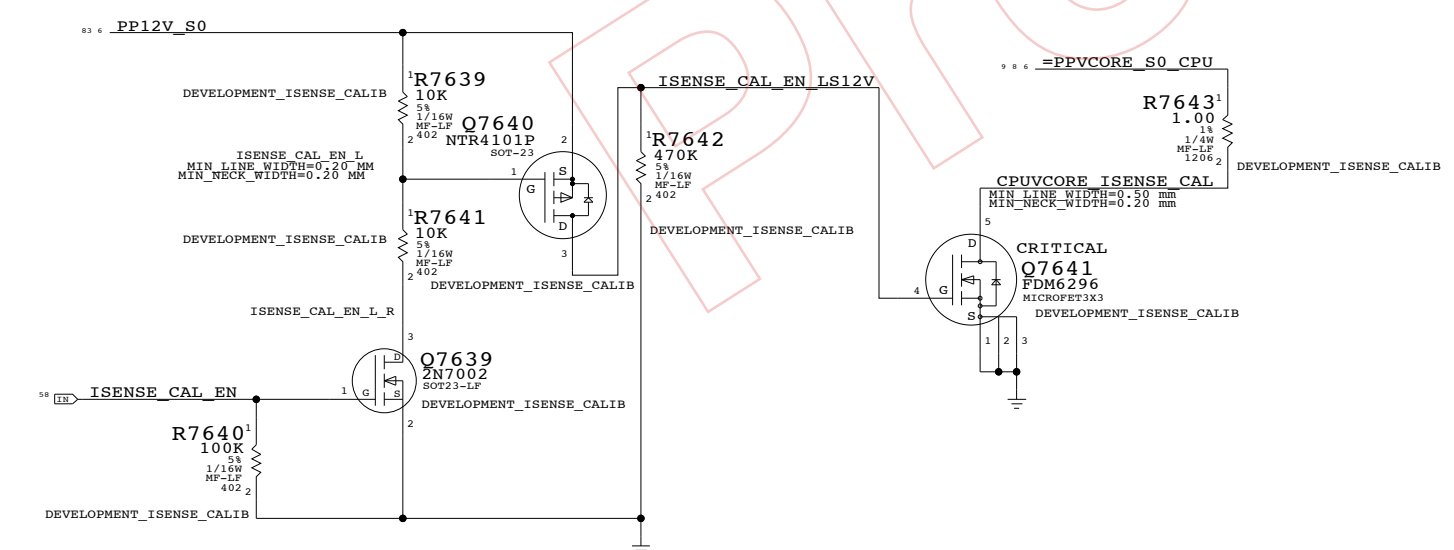 83 6 PP12V_S0
1 R7639
10K
5%
1/16W
MF-LF
402
2
DEVELOPMENT_ISENSE_CALIB
ISENSE_CAL_EN_L
MIN_LINE_WIDTH=0.20 MM
MIN_NECK_WIDTH=0.20 MM
Q7640
NTR4101P
SOT-23
2
1
G
S
D
3
DEVELOPMENT_ISENSE_CALIB
1 R7641
10K
5%
1/16W
MF-LF
402
2
DEVELOPMENT_ISENSE_CALIB
ISENSE_CAL_EN_L_R
3
Q7639
2N7002
SOT23-LF
D
1
G
S
2
DEVELOPMENT_ISENSE_CALIB
58 IN ISENSE_CAL_EN
R7640 1
100K
5%
1/16W
MF-LF
402
2
DEVELOPMENT_ISENSE_CALIB
ISENSE_CAL_EN_LS12V
1 R7642
470K
5%
1/16W
MF-LF
402
2
DEVELOPMENT_ISENSE_CALIB
9 8 6 =PPVCORE_S0_CPU
R7643 1
1.00
1%
1/4W
MF-LF
1206
2
DEVELOPMENT_ISENSE_CALIB
CPUVCORE_ISENSE_CAL
MIN_LINE_WIDTH=0.50 mm
MIN_NECK_WIDTH=0.20 mm
5
D
CRITICAL
Q7641
FDM6296
MICROFET3X3
4
G
S
DEVELOPMENT_ISENSE_CALIB
1 2 3